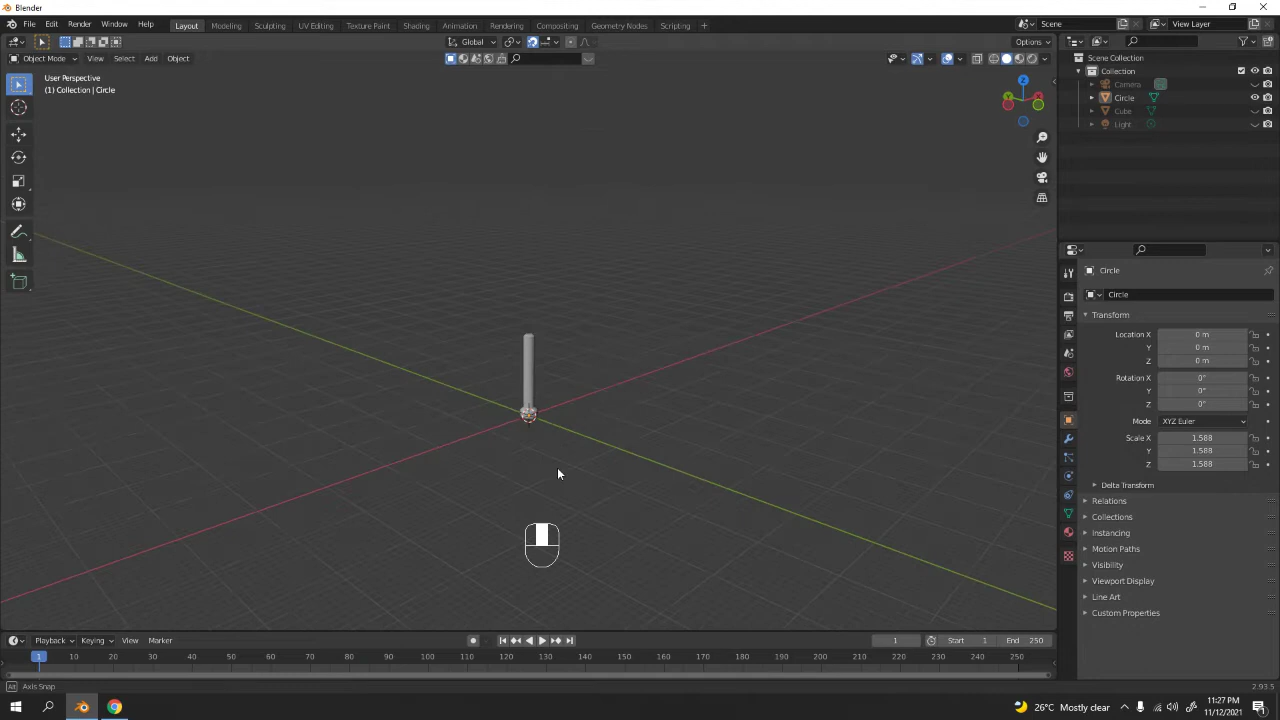 Blender
File Edit Render Window Help
Layout Modeling Sculpting UV Editing Texture Paint Shading Animation Rendering Compositing Geometry Nodes Scripting +
Scene
View Layer
Global
Options
Object Mode View Select Add Object
User Perspective
(1) Collection | Circle
Scene Collection
Collection
Camera
Circle
Cube
Light
Z
Y
X
Circle
Circle
Transform
Location X 0 m
Y 0 m
Z 0 m
Rotation X 0°
Y 0°
Z 0°
Mode XYZ Euler
Scale X 1.588
Y 1.588
Z 1.588
Delta Transform
Relations
Collections
Instancing
Motion Paths
Visibility
Viewport Display
Line Art
Custom Properties
Playback Keying View Marker
1
Start 1
End 250
1 10 20 30 40 50 60 70 80 90 100 110 120 130 140 150 160 170 180 190 200 210 220 230 240 250
Alt Axis Snap
2.93.5
26°C Mostly clear
11:27 PM
11/12/2021
1